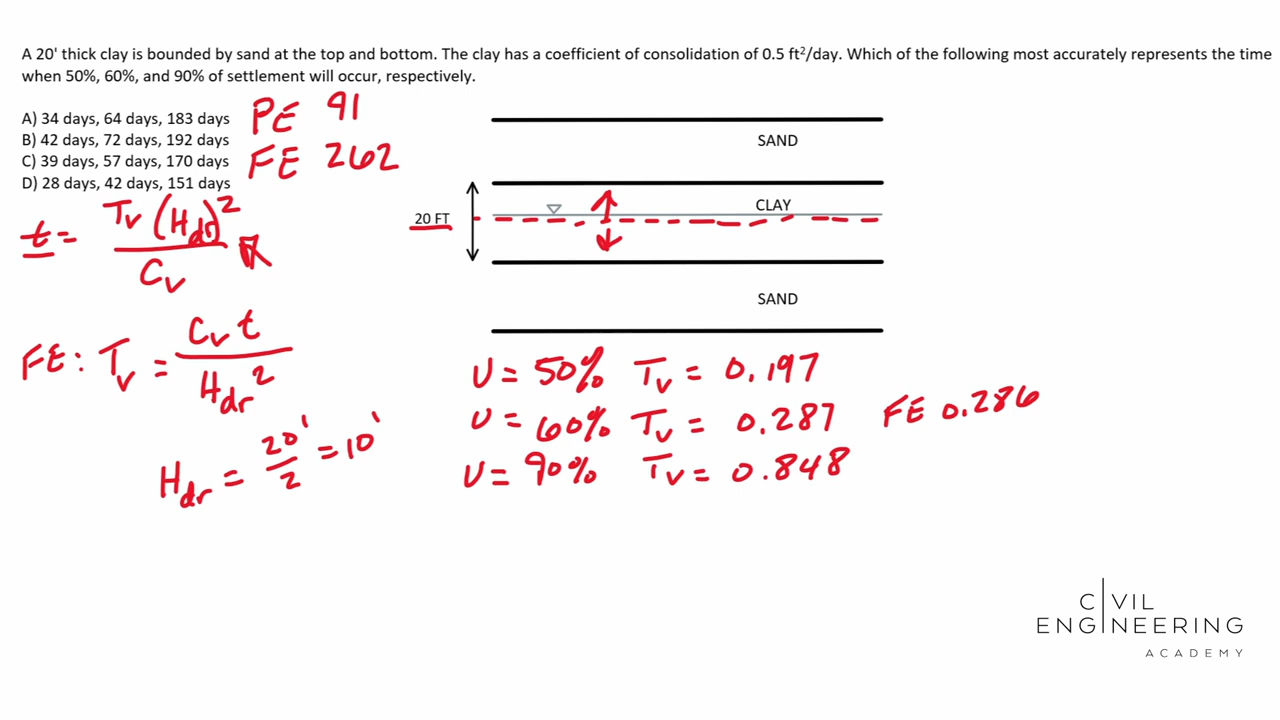 A 20' thick clay is bounded by sand at the top and bottom. The clay has a coefficient of consolidation of 0.5 ft²/day. Which of the following most accurately represents the time
when 50%, 60%, and 90% of settlement will occur, respectively.
A) 34 days, 64 days, 183 days
B) 42 days, 72 days, 192 days
C) 39 days, 57 days, 170 days
D) 28 days, 42 days, 151 days
PE 91
FE 262
SAND
CLAY
20 FT
SAND
t = Tv (Hdr)² / Cv
FE: Tv = Cv t / Hdr²
Hdr = 20' / 2 = 10'
U = 50% Tv = 0.197
U = 60% Tv = 0.287 FE 0.286
U = 90% Tv = 0.848
CIVIL
ENGINEERING
ACADEMY